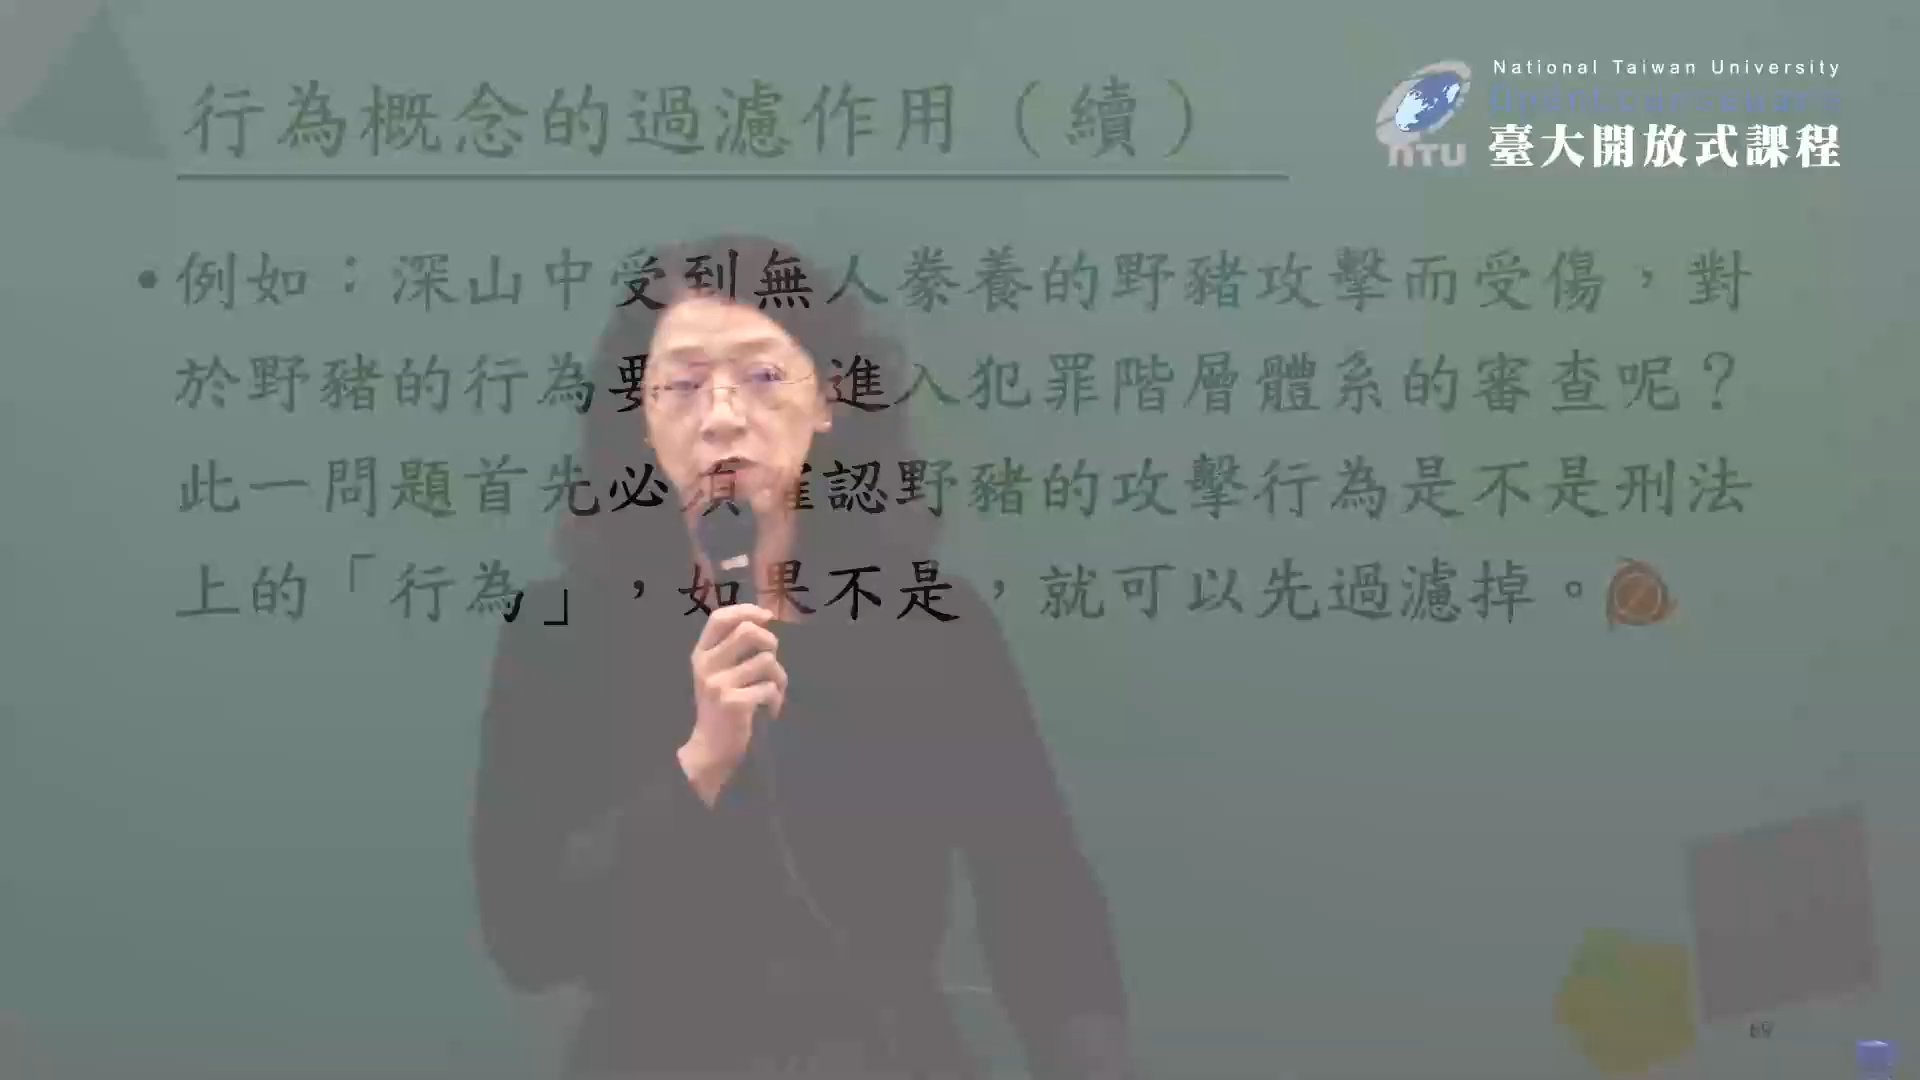 National Taiwan University
OpenCourseWare
NTU 臺大開放式課程
行為概念的過濾作用（續）
•例如：深山中受到無人豢養的野豬攻擊而受傷，對
於野豬的行為要 進入犯罪階層體系的審查呢？
此一問題首先必須確認野豬的攻擊行為是不是刑法
上的「行為」，如果不是，就可以先過濾掉。
69